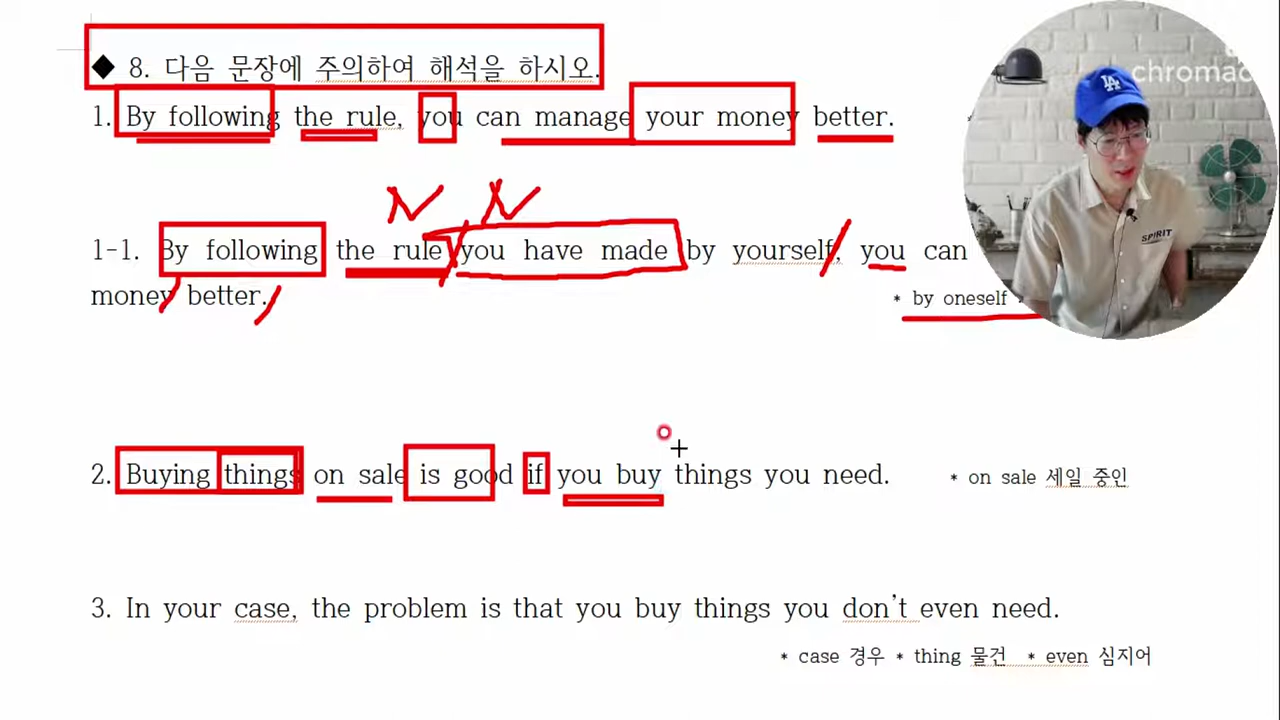 ◆ 8. 다음 문장에 주의하여 해석을 하시오.
1. By following the rule, you can manage your money better.
N N
1-1. By following the rule you have made by yourself, you can
money better.
* by oneself
2. Buying things on sale is good if you buy things you need. * on sale 세일 중인
3. In your case, the problem is that you buy things you don't even need.
* case 경우 * thing 물건 * even 심지어
chromac
LA
SPIRIT